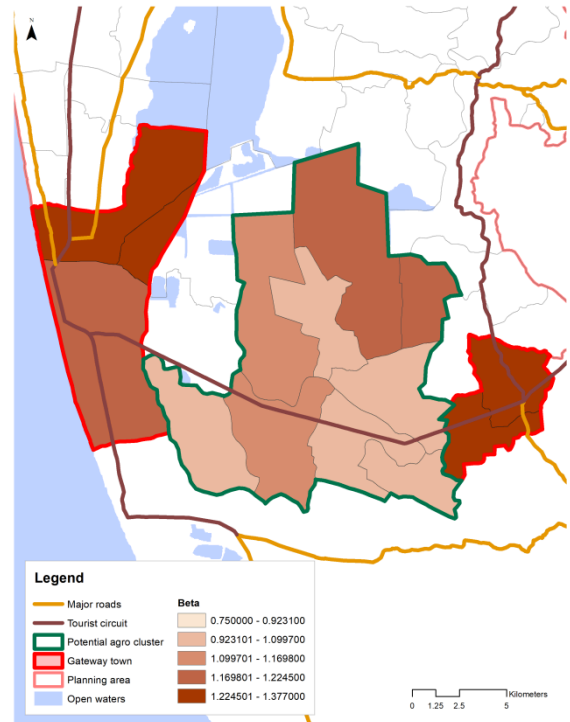 N
Legend
Major roads
Tourist circuit
Potential agro cluster
Gateway town
Planning area
Open waters
Beta
0.750000 - 0.923100
0.923101 - 1.099700
1.099701 - 1.169800
1.169801 - 1.224500
1.224501 - 1.377000
Kilometers
0 1.25 2.5 5